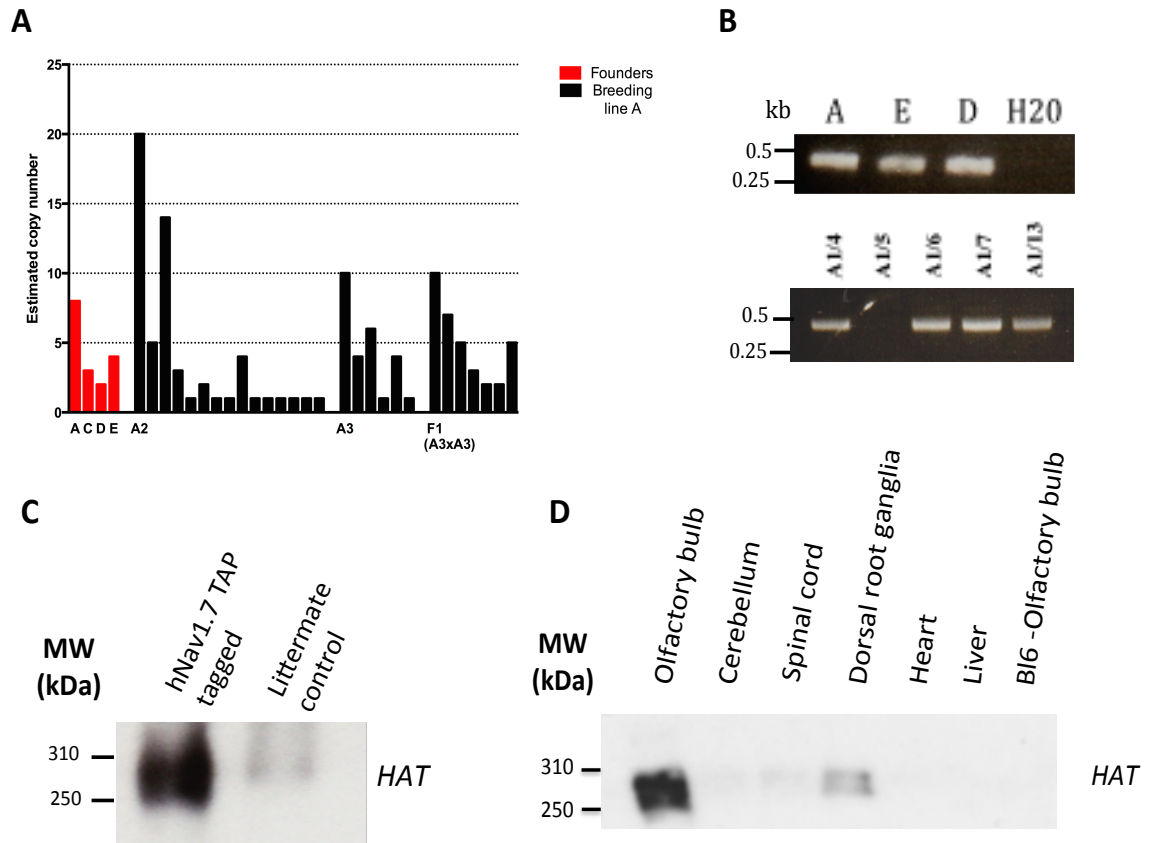 A
25
20
15
10
5
0
Estimated copy number
A C D E
A2
A3
F1
(A3xA3)
Founders
Breeding
line A
B
kb
A E D H20
0.5
0.25
A1/4 A1/5 A1/6 A1/7 A1/13
0.5
0.25
C
MW
(kDa)
hNav1.7 TAP
tagged
Littermate
control
310
250
HAT
D
MW
(kDa)
Olfactory bulb
Cerebellum
Spinal cord
Dorsal root ganglia
Heart
Liver
Bl6 -Olfactory bulb
310
250
HAT